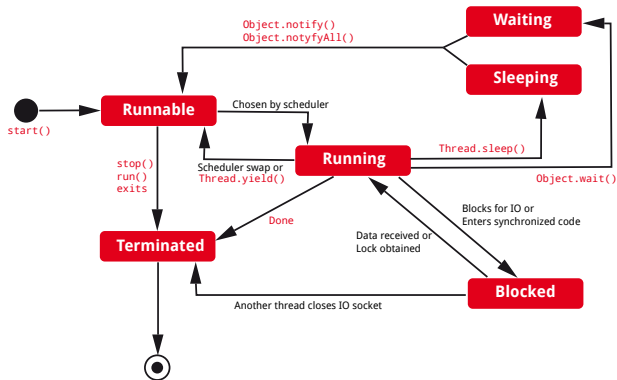 Object.notify()
Object.notyfyAll()
Waiting
Sleeping
Runnable
Chosen by scheduler
start()
Running
Thread.sleep()
stop()
run()
exits
Scheduler swap or
Thread.yield()
Object.wait()
Done
Blocks for IO or
Enters synchronized code
Data received or
Lock obtained
Terminated
Blocked
Another thread closes IO socket